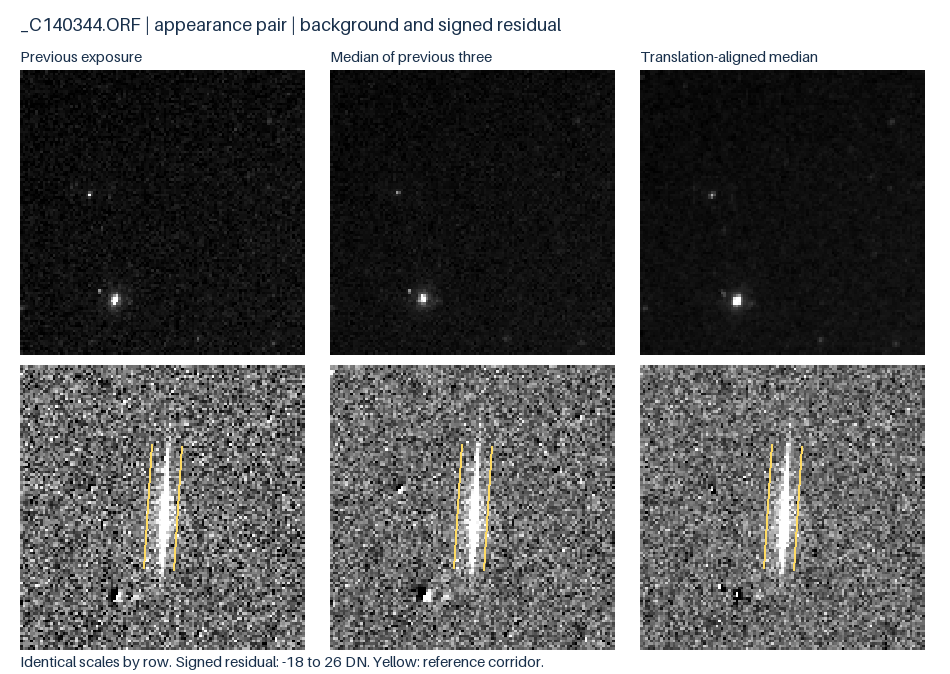 _C140344.ORF | appearance pair | background and signed residual
Previous exposure
Median of previous three
Translation-aligned median
Identical scales by row. Signed residual: -18 to 26 DN. Yellow: reference corridor.